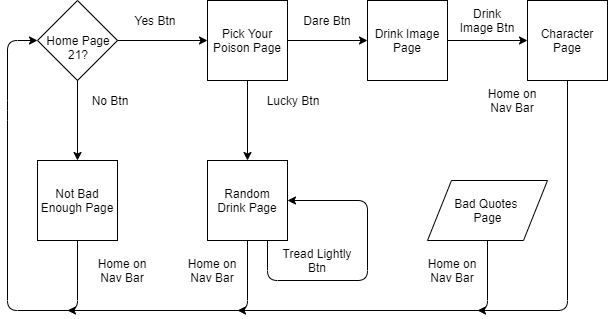 Home Page
21?
Yes Btn
Pick Your
Poison Page
Dare Btn
Drink Image
Page
Drink
Image Btn
Character
Page
No Btn
Lucky Btn
Home on
Nav Bar
Not Bad
Enough Page
Random
Drink Page
Bad Quotes
Page
Home on
Nav Bar
Home on
Nav Bar
Tread Lightly
Btn
Home on
Nav Bar